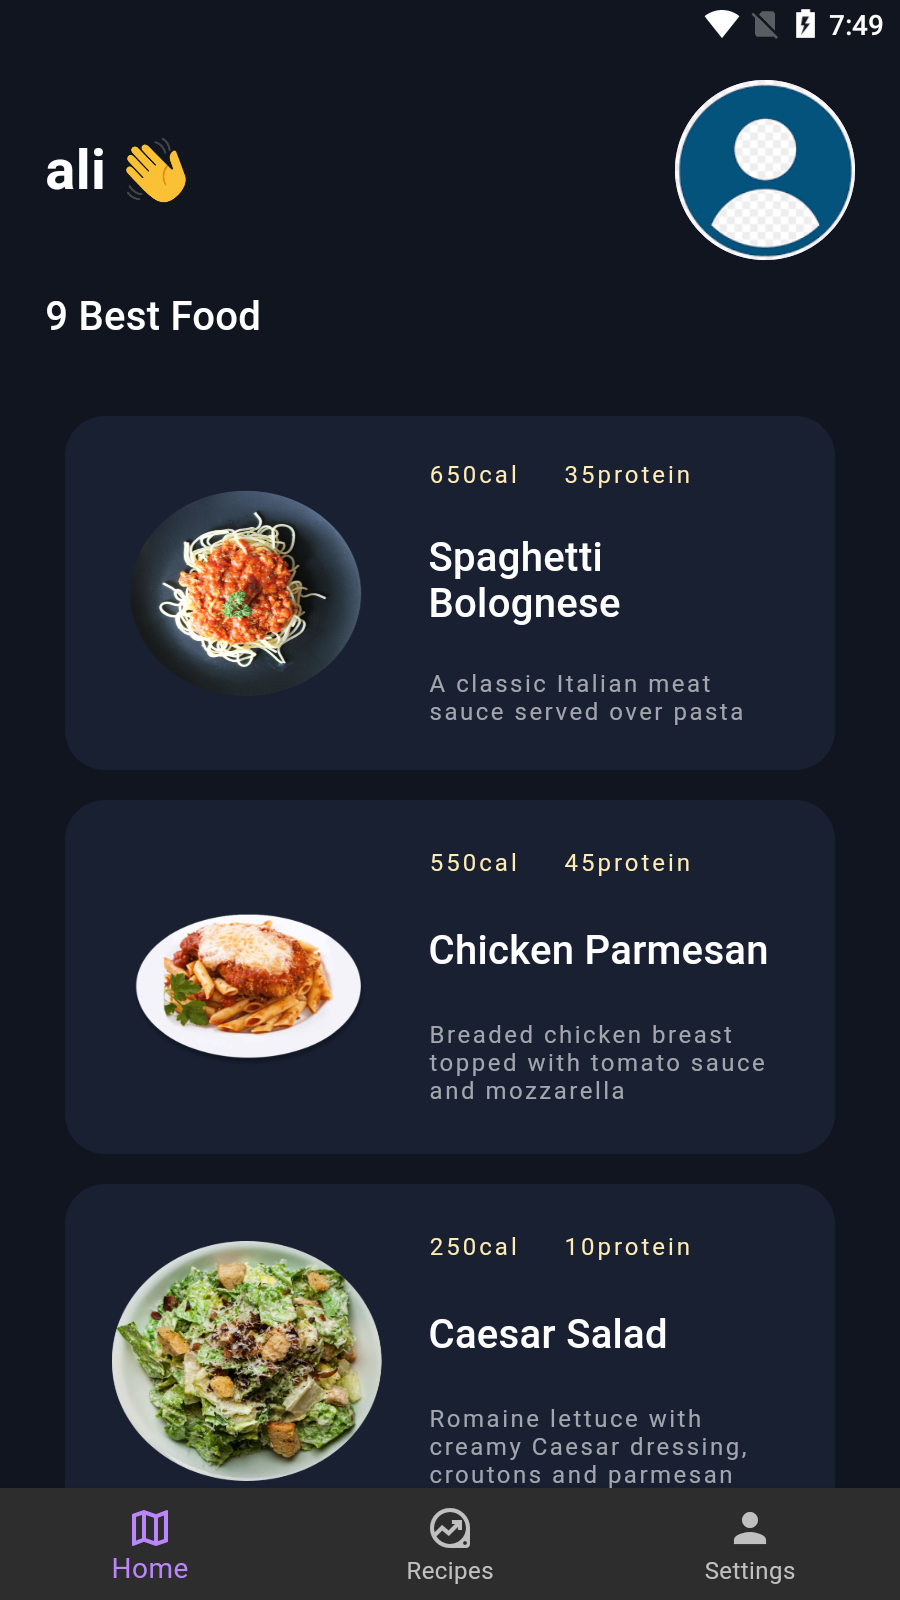 7:49
ali 👋
9 Best Food
650cal 35protein
Spaghetti
Bolognese
A classic Italian meat
sauce served over pasta
550cal 45protein
Chicken Parmesan
Breaded chicken breast
topped with tomato sauce
and mozzarella
250cal 10protein
Caesar Salad
Romaine lettuce with
creamy Caesar dressing,
croutons and parmesan
Home Recipes Settings